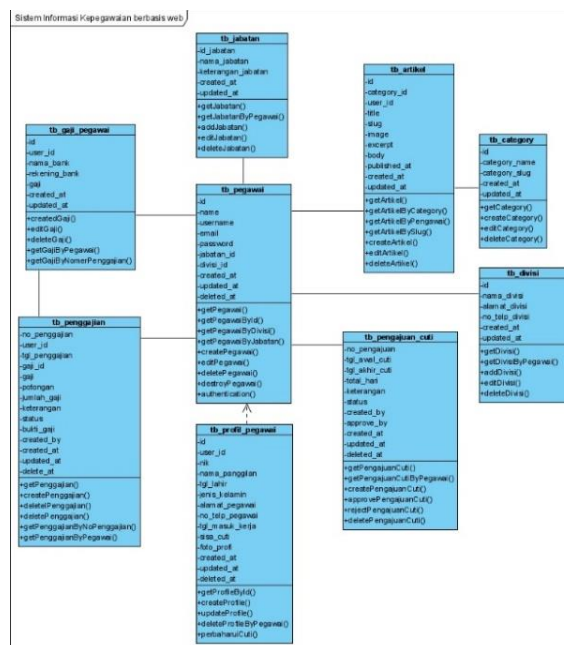 Sistem Informasi Kepegawaian berbasis web
tb_jabatan
-id_jabatan
-nama_jabatan
-keterangan_jabatan
-created_at
-updated_at
+getJabatan()
+getJabatanByPegawai()
+addJabatan()
+editJabatan()
+deleteJabatan()
tb_artikel
-id
-category_id
-user_id
-title
-slug
-image
-excerpt
-body
-published_at
-created_at
-updated_at
+getArtikel()
+getArtikelByCategory()
+getArtikelByPengawai()
+getArtikelBySlug()
+createArtikel()
+editArtikel()
+deleteArtikel()
tb_gaji_pegawai
-id
-user_id
-nama_bank
-rekening_bank
-gaji
-created_at
-updated_at
+createdGaji()
+editGaji()
+deleteGaji()
+getGajiByPegawai()
+getGajiByNomerPenggajian()
tb_category
-id
-category_name
-category_slug
-created_at
-updated_at
+getCategory()
+createCategory()
+editCategory()
+deleteCategory()
tb_pegawai
-id
-name
-username
-email
-password
-jabatan_id
-divisi_id
-created_at
-updated_at
-deleted_at
+getPegawai()
+getPegawaiById()
+getPegawaiByDivisi()
+getPegawaiByJabatan()
+createPegawai()
+editPegawai()
+deletePegawai()
+destroyPegawai()
+authentication()
tb_divisi
-id
-nama_divisi
-alamat_divisi
-no_telp_divisi
-created_at
-updated_at
+getDivisi()
+getDivisiByPegawai()
+addDivisi()
+editDivisi()
+deleteDivisi()
tb_penggajian
-no_penggajian
-user_id
-tgl_penggajian
-gaji_id
-gaji
-potongan
-jumlah_gaji
-keterangan
-status
-bukti_gaji
-created_by
-created_at
-updated_at
-delete_at
+getPenggajian()
+createPenggajian()
+deletePenggajian()
+getPenggajianByNoPenggajian()
+getPenggajianByPegawai()
tb_pengajuan_cuti
-no_pengajuan
-tgl_awal_cuti
-tgl_akhir_cuti
-total_hari
-keterangan
-status
-created_by
-approve_by
-created_at
-updated_at
-deleted_at
+getPengajuanCuti()
+getPengajuanCutiByPegawai()
+createPengajuanCuti()
+approvePengajuanCuti()
+rejectPengajuanCuti()
+deletePengajuanCuti()
tb_profil_pegawai
-id
-user_id
-nik
-nama_panggilan
-tgl_lahir
-jenis_kelamin
-alamat_pegawai
-no_telp_pegawai
-tgl_masuk_kerja
-sisa_cuti
-foto_profi
-created_at
-updated_at
-deleted_at
+getProfileById()
+createProfile()
+updateProfile()
+deleteProfileByPegawai()
+perbaharuiCuti()